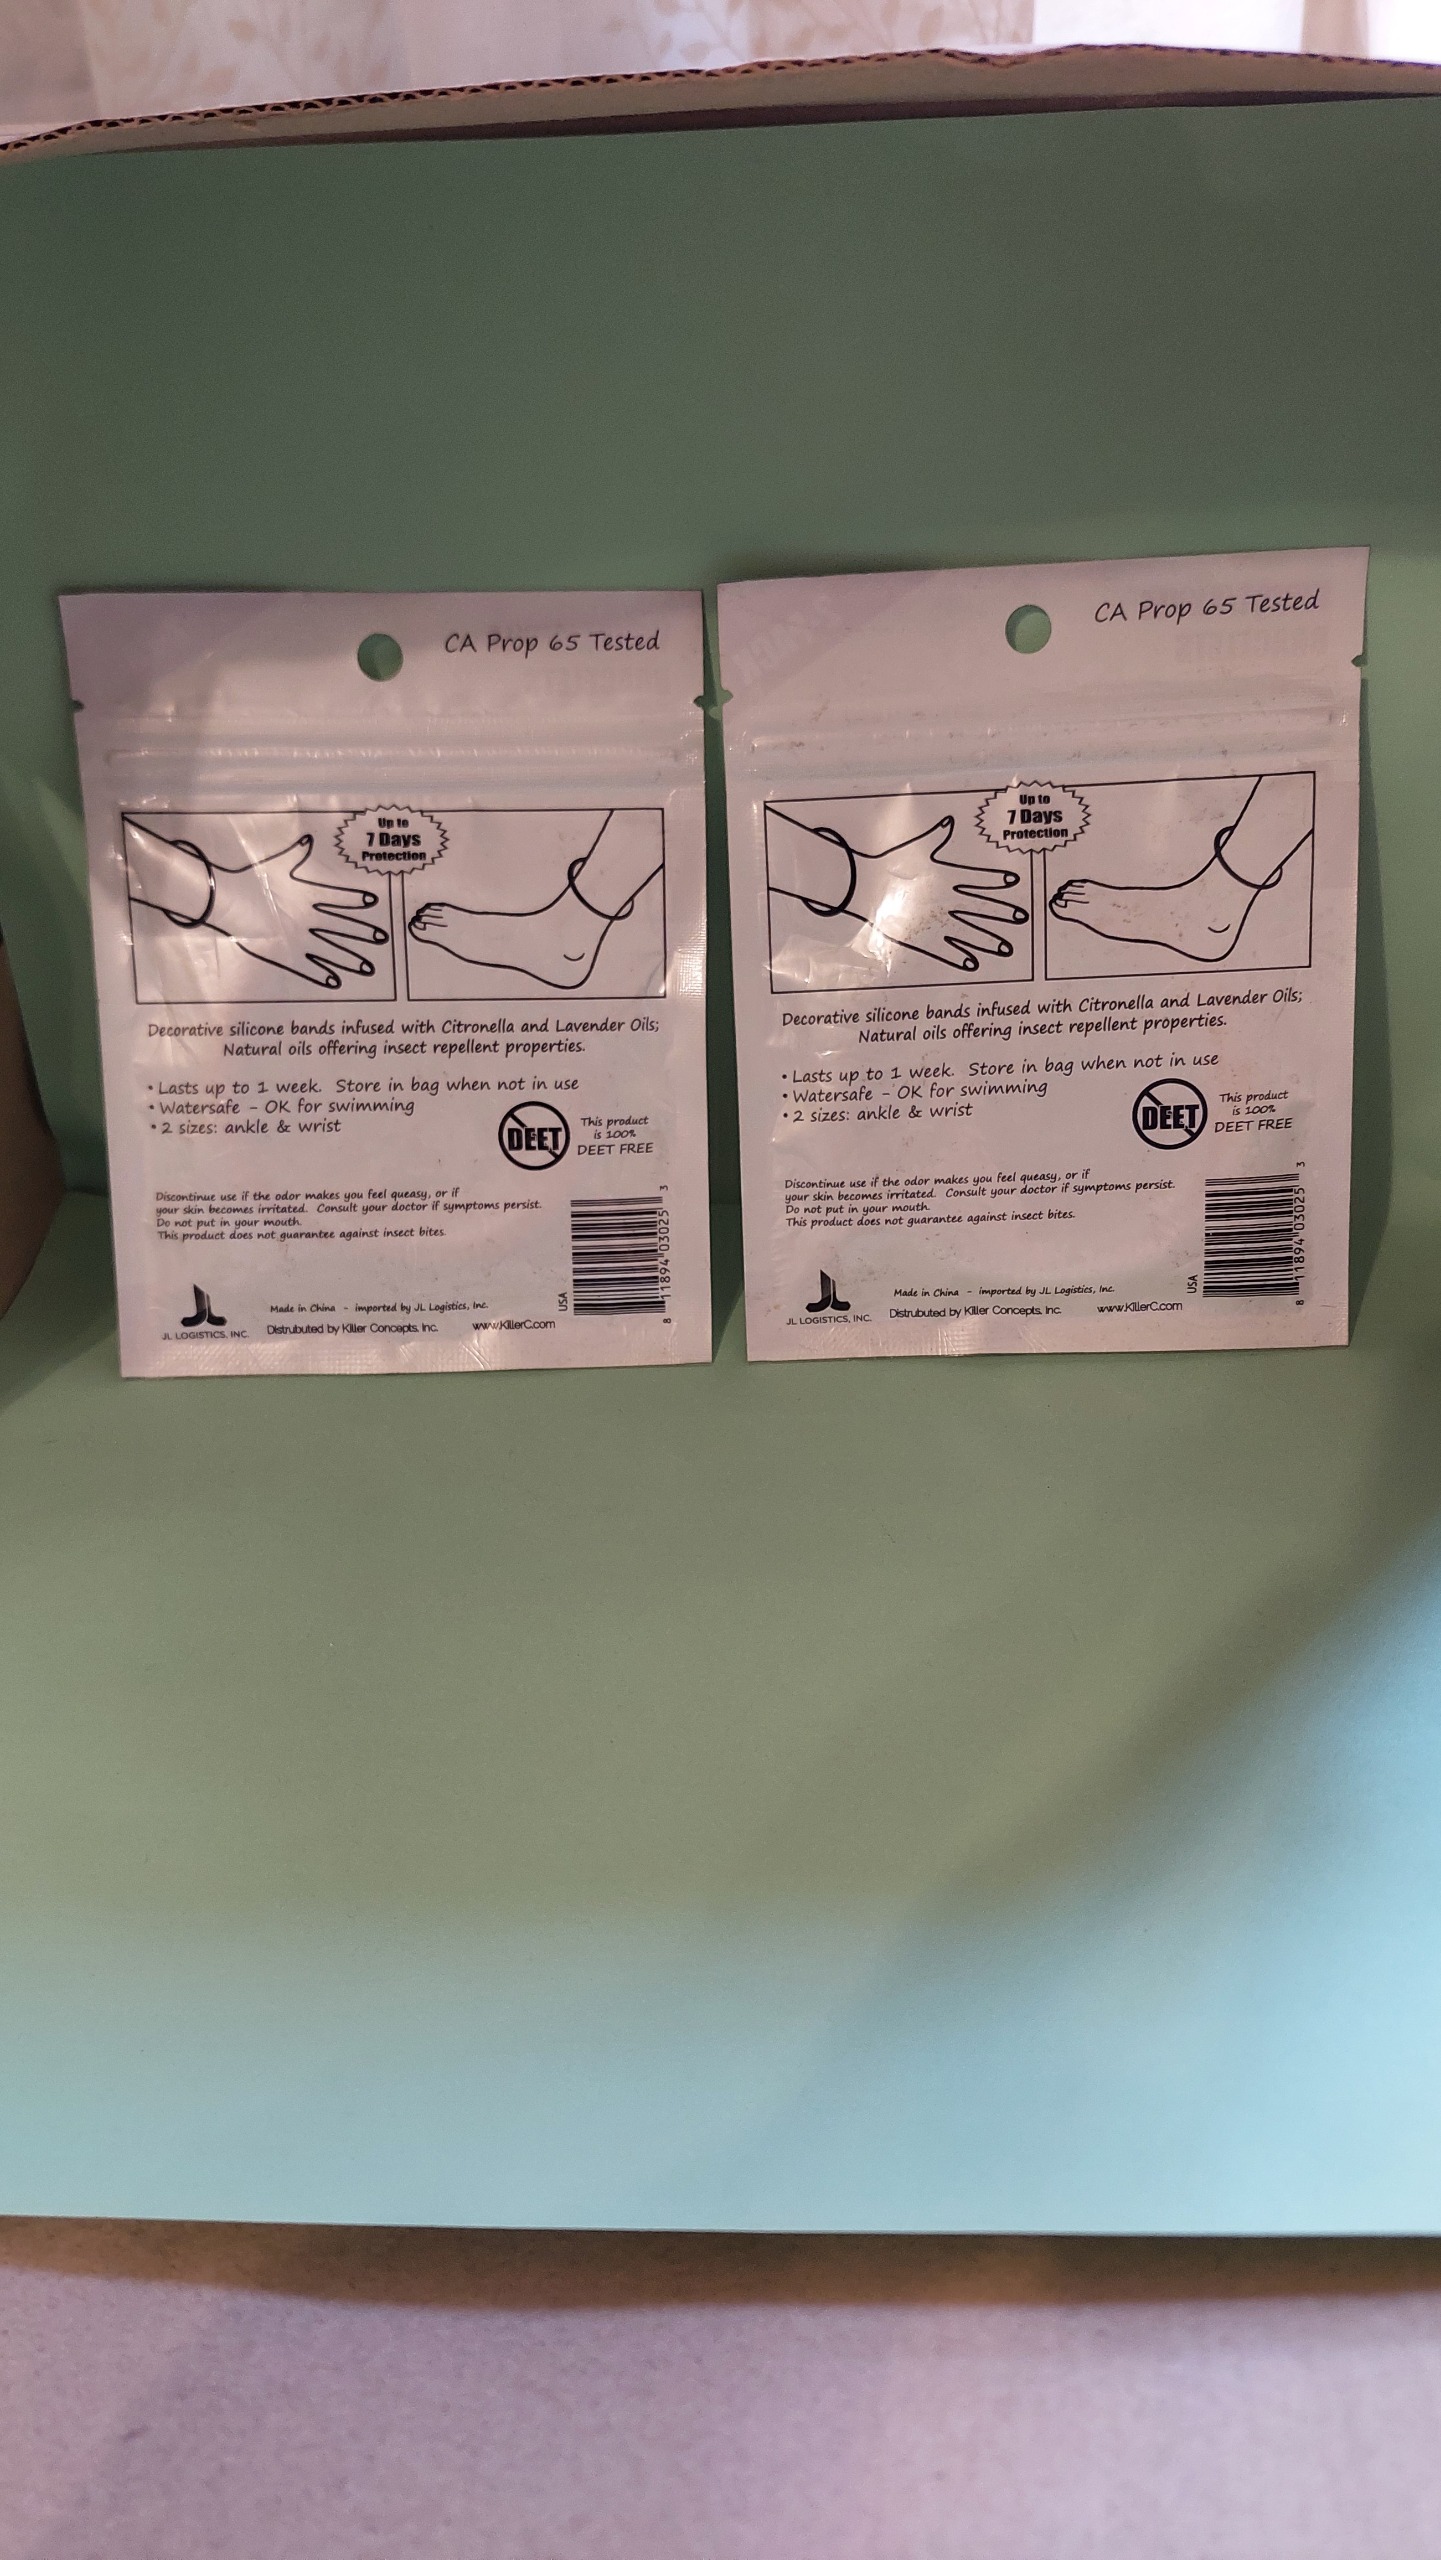 CA Prop 65 Tested
Up to
7 Days
Protection
Decorative silicone bands infused with Citronella and Lavender Oils;
Natural oils offering insect repellent properties.
• Lasts up to 1 week. Store in bag when not in use
• Watersafe - OK for swimming
• 2 sizes: ankle & wrist
DEET
This product
is 100%
DEET FREE
Discontinue use if the odor makes you feel queasy, or if
your skin becomes irritated. Consult your doctor if symptoms persist.
Do not put in your mouth.
This product does not guarantee against insect bites.
USA
8 11894 03025 3
JL LOGISTICS, INC.
Made in China - imported by JL Logistics, Inc.
Distrubuted by Killer Concepts, Inc. www.KillerC.com
CA Prop 65 Tested
Up to
7 Days
Protection
Decorative silicone bands infused with Citronella and Lavender Oils;
Natural oils offering insect repellent properties.
• Lasts up to 1 week. Store in bag when not in use
• Watersafe - OK for swimming
• 2 sizes: ankle & wrist
DEET
This product
is 100%
DEET FREE
Discontinue use if the odor makes you feel queasy, or if
your skin becomes irritated. Consult your doctor if symptoms persist.
Do not put in your mouth.
This product does not guarantee against insect bites.
USA
8 11894 03025 3
JL LOGISTICS, INC.
Made in China - imported by JL Logistics, Inc.
Distrubuted by Killer Concepts, Inc. www.KillerC.com